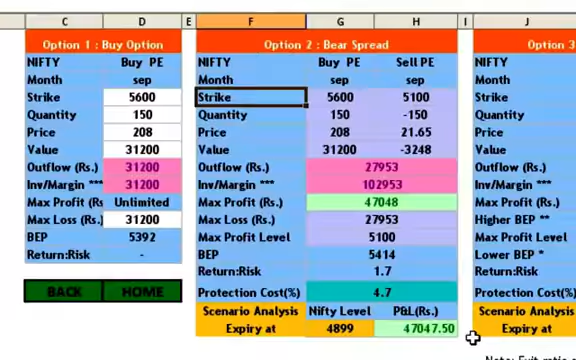 C D E F G H I J
Option 1 : Buy Option
NIFTY Buy PE
Month sep
Strike 5600
Quantity 150
Price 208
Value 31200
Outflow (Rs.) 31200
Inv/Margin *** 31200
Max Profit (Rs Unlimited
Max Loss (Rs.) 31200
BEP 5392
Return:Risk -
BACK HOME
Option 2 : Bear Spread
NIFTY Buy PE Sell PE
Month sep sep
Strike 5600 5100
Quantity 150 -150
Price 208 21.65
Value 31200 -3248
Outflow (Rs.) 27953
Inv/Margin *** 102953
Max Profit (Rs.) 47048
Max Loss (Rs.) 27953
Max Profit Level 5100
BEP 5414
Return:Risk 1.7
Protection Cost(%) 4.7
Scenario Analysis Nifty Level P&L(Rs.)
Expiry at 4899 47047.50
Option 3
NIFTY
Month
Strike
Quantity
Price
Value
Outflow (Rs.)
Inv/Margin ***
Max Profit (Rs.)
Higher BEP **
Max Profit Level
Lower BEP *
Return:Risk
Protection Cost(%)
Scenario Analysis
Expiry at